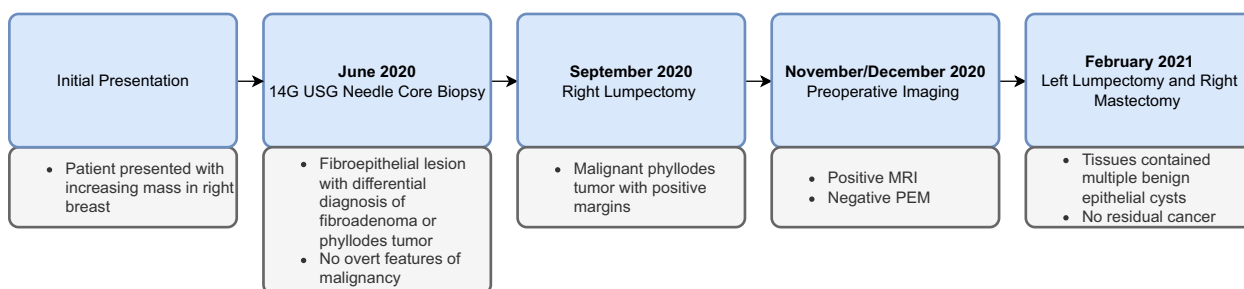 Initial Presentation
• Patient presented with
increasing mass in right
breast
June 2020
14G USG Needle Core Biopsy
• Fibroepithelial lesion
with differential
diagnosis of
fibroadenoma or
phyllodes tumor
• No overt features of
malignancy
September 2020
Right Lumpectomy
• Malignant phyllodes
tumor with positive
margins
November/December 2020
Preoperative Imaging
• Positive MRI
• Negative PEM
February 2021
Left Lumpectomy and Right
Mastectomy
• Tissues contained
multiple benign
epithelial cysts
• No residual cancer